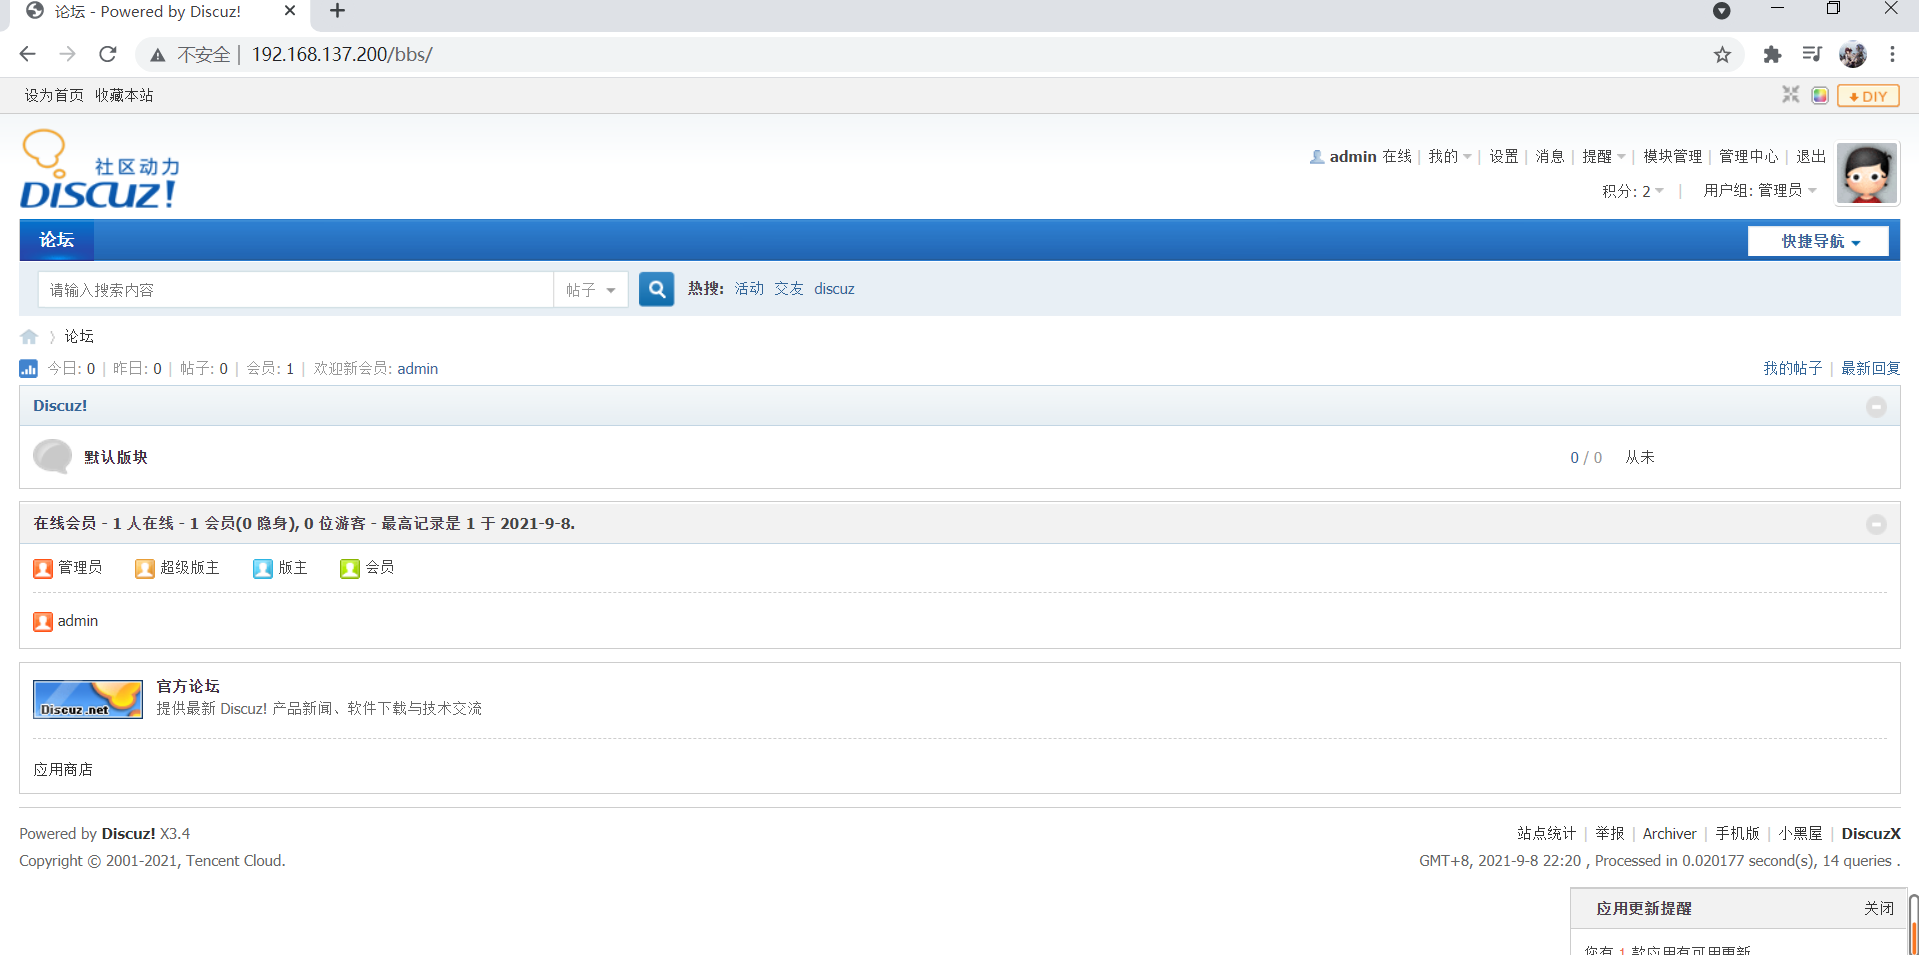 论坛 - Powered by Discuz!
不安全 | 192.168.137.200/bbs/
设为首页 收藏本站
DIY
社区动力
DISCUZ!
admin 在线 | 我的 | 设置 | 消息 | 提醒 | 模块管理 | 管理中心 | 退出
积分: 2 | 用户组: 管理员
论坛 快捷导航
请输入搜索内容 帖子 热搜: 活动 交友 discuz
论坛
今日: 0 | 昨日: 0 | 帖子: 0 | 会员: 1 | 欢迎新会员: admin 我的帖子 | 最新回复
Discuz!
默认版块 0 / 0 从未
在线会员 - 1 人在线 - 1 会员(0 隐身), 0 位游客 - 最高记录是 1 于 2021-9-8.
管理员 超级版主 版主 会员
admin
Discuz.net
官方论坛
提供最新 Discuz! 产品新闻、软件下载与技术交流
应用商店
Powered by Discuz! X3.4 站点统计 | 举报 | Archiver | 手机版 | 小黑屋 | DiscuzX
Copyright © 2001-2021, Tencent Cloud. GMT+8, 2021-9-8 22:20 , Processed in 0.020177 second(s), 14 queries .
应用更新提醒 关闭
您有 1 款应用有可用更新